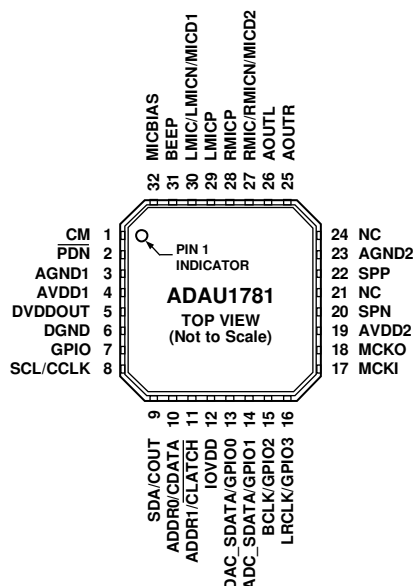 32 MICBIAS
31 BEEP
30 LMIC/LMICN/MICD1
29 LMICP
28 RMICP
27 RMIC/RMICN/MICD2
26 AOUTL
25 AOUTR
CM 1
PDN 2
AGND1 3
AVDD1 4
DVDDOUT 5
DGND 6
GPIO 7
SCL/CCLK 8
PIN 1
INDICATOR
ADAU1781
TOP VIEW
(Not to Scale)
24 NC
23 AGND2
22 SPP
21 NC
20 SPN
19 AVDD2
18 MCKO
17 MCKI
SDA/COUT 9
ADDR0/CDATA 10
ADDR1/CLATCH 11
IOVDD 12
DAC_SDATA/GPIO0 13
ADC_SDATA/GPIO1 14
BCLK/GPIO2 15
LRCLK/GPIO3 16